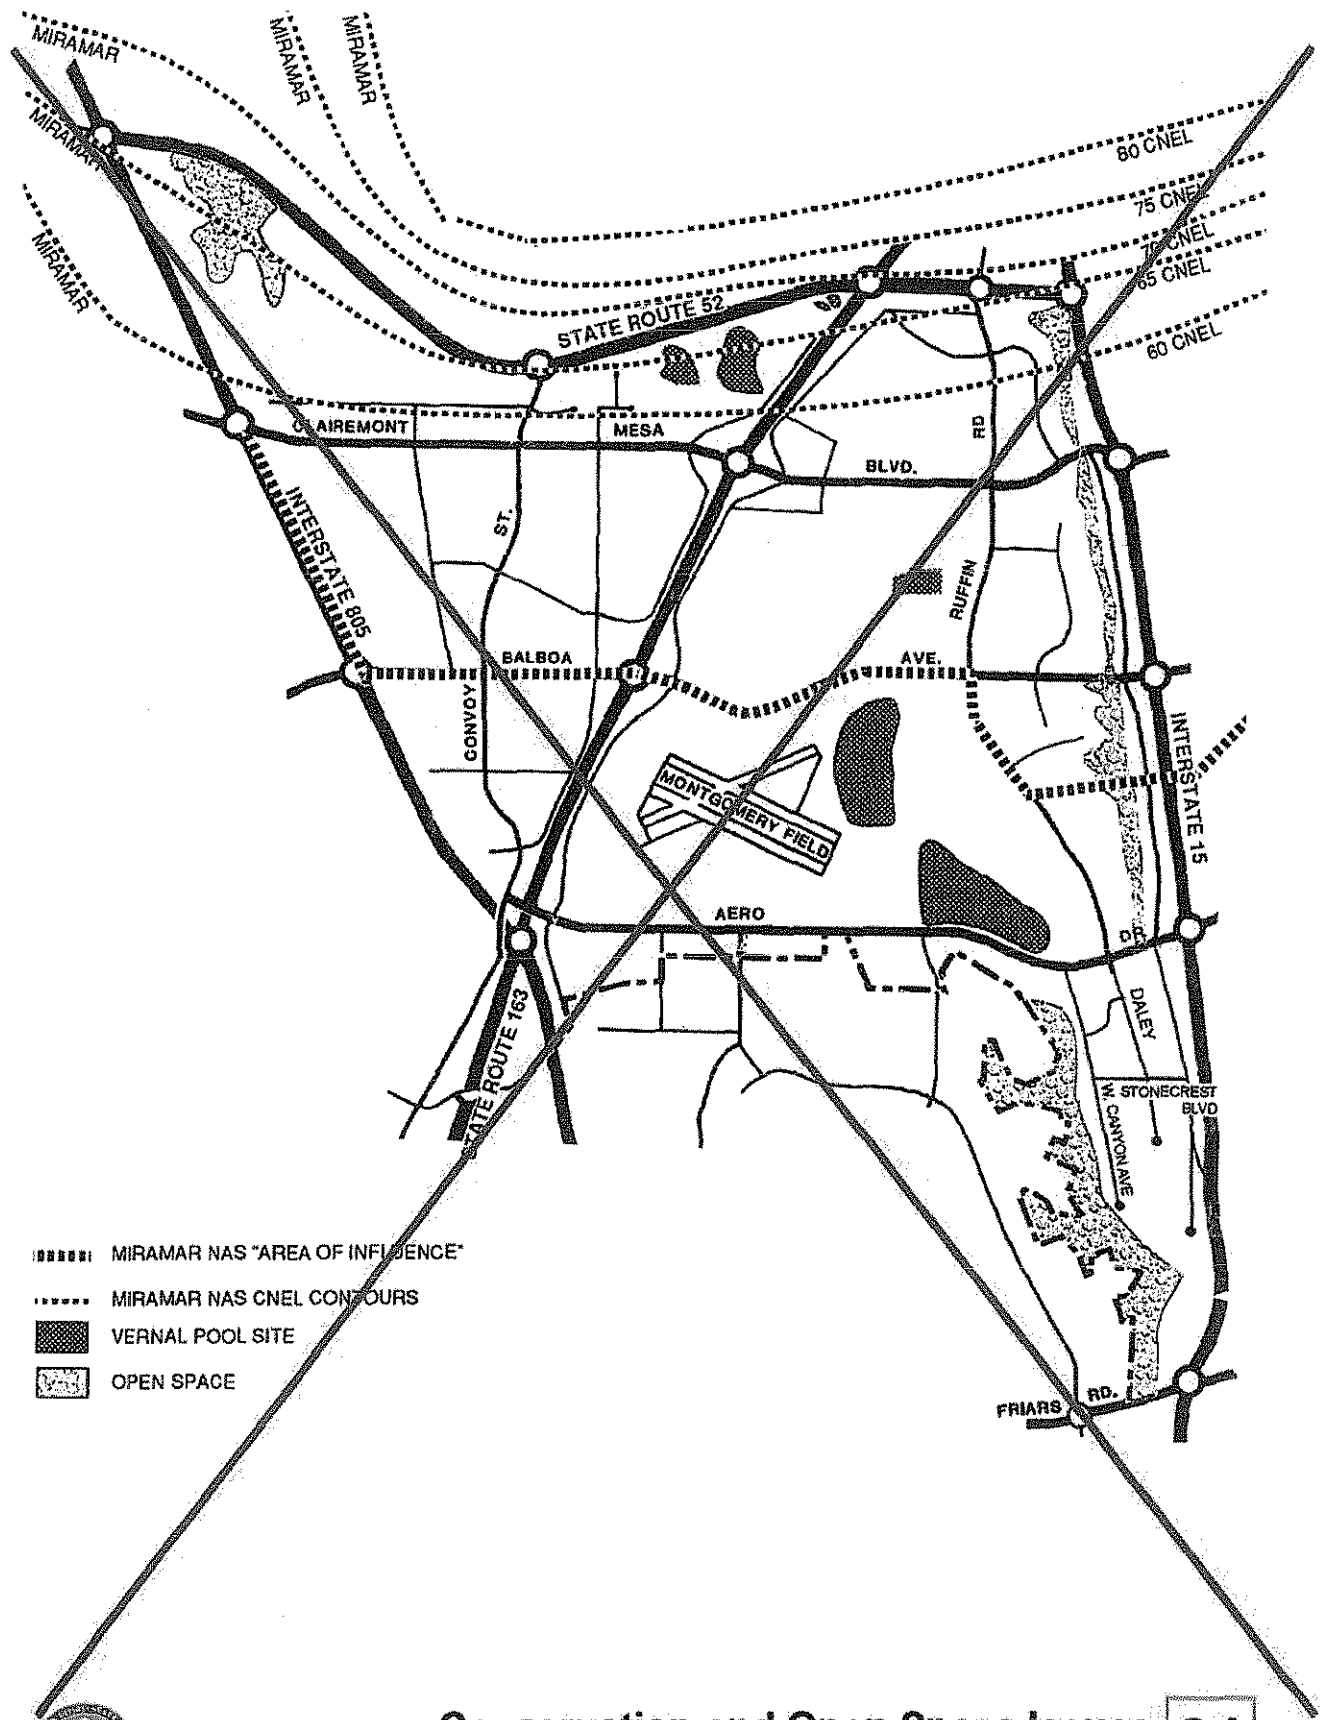 MIRAMAR
MIRAMAR
MIRAMAR
MIRAMAR
MIRAMAR
80 CNEL
75 CNEL
70 CNEL
65 CNEL
60 CNEL
STATE ROUTE 52
CLAIREMONT
MESA
BLVD.
RD
RUFFIN
ST.
CONVOY
INTERSTATE 805
BALBOA
AVE.
INTERSTATE 15
MONTGOMERY FIELD
AERO
DR.
STATE ROUTE 163
DALEY
W. CANYON AVE
STONECREST
BLVD
FRIARS
RD.
MIRAMAR NAS "AREA OF INFLUENCE"
MIRAMAR NAS CNEL CONTOURS
VERNAL POOL SITE
OPEN SPACE